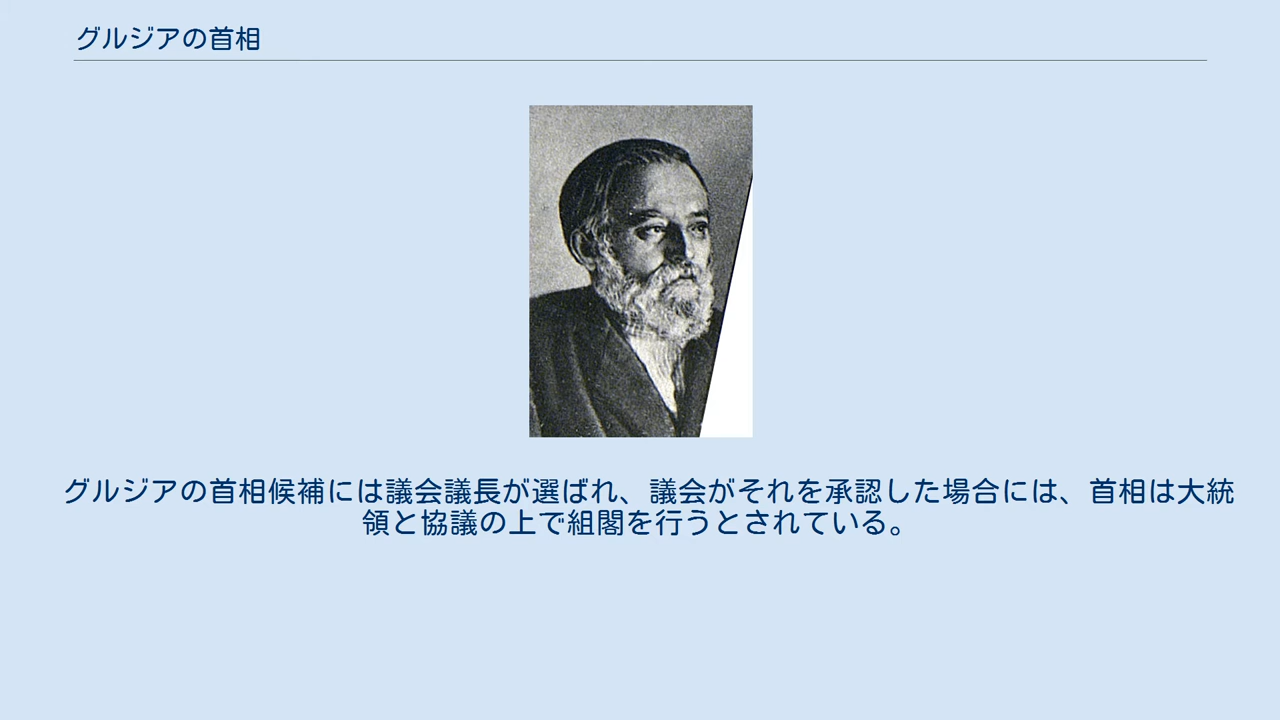 グルジアの首相
グルジアの首相候補には議会議長が選ばれ、議会がそれを承認した場合には、首相は大統
領と協議の上で組閣を行うとされている。